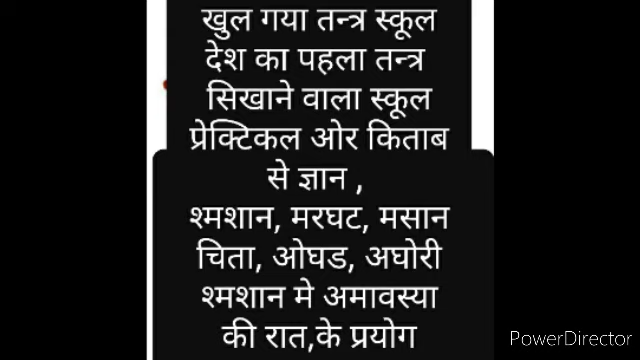 खुल गया तन्त्र स्कूल
देश का पहला तन्त्र
सिखाने वाला स्कूल
प्रेक्टिकल ओर किताब
से ज्ञान ,
श्मशान, मरघट, मसान
चिता, ओघड, अघोरी
श्मशान मे अमावस्या
की रात,के प्रयोग
PowerDirector